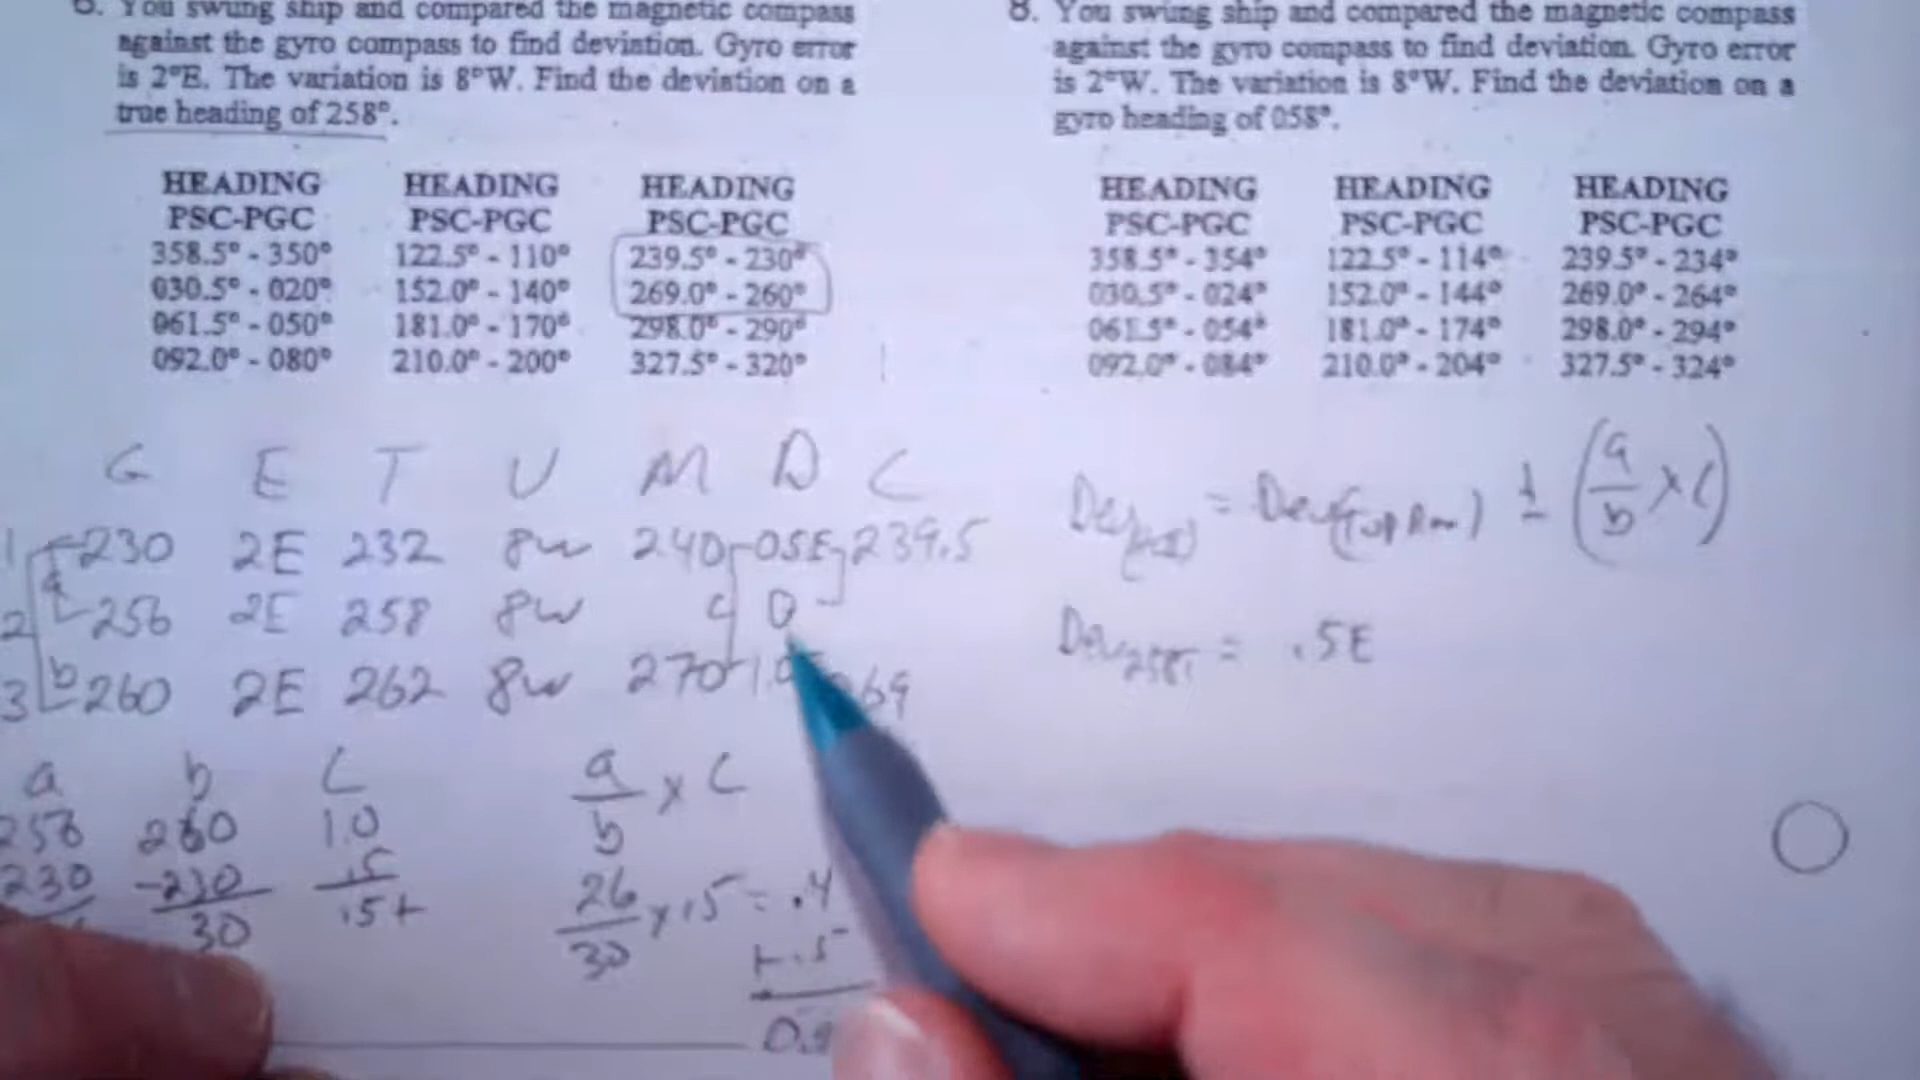 6. You swung ship and compared the magnetic compass
against the gyro compass to find deviation. Gyro error
is 2°E. The variation is 8°W. Find the deviation on a
true heading of 258°.
HEADING HEADING HEADING
PSC-PGC PSC-PGC PSC-PGC
358.5° - 350° 122.5° - 110° 239.5° - 230°
030.5° - 020° 152.0° - 140° 269.0° - 260°
061.5° - 050° 181.0° - 170° 298.0° - 290°
092.0° - 080° 210.0° - 200° 327.5° - 320°
8. You swung ship and compared the magnetic compass
against the gyro compass to find deviation. Gyro error
is 2°W. The variation is 8°W. Find the deviation on a
gyro heading of 058°.
HEADING HEADING HEADING
PSC-PGC PSC-PGC PSC-PGC
358.5° - 354° 122.5° - 114° 239.5° - 234°
030.5° - 024° 152.0° - 144° 269.0° - 264°
061.5° - 054° 181.0° - 174° 298.0° - 294°
092.0° - 084° 210.0° - 204° 327.5° - 324°
G E T V M D C
1 230 2E 232 8W 240 0.5E 239.5
a
2 256 2E 258 8W c D
b
3 260 2E 262 8W 270 269
a b c
256 260 1.0
230 -230 .5
30 .5+
a/b x c
26/30 x .5 = .4
+.5
Dev = Dev(top line) ± (a/b x c)
Dev258T = .5E